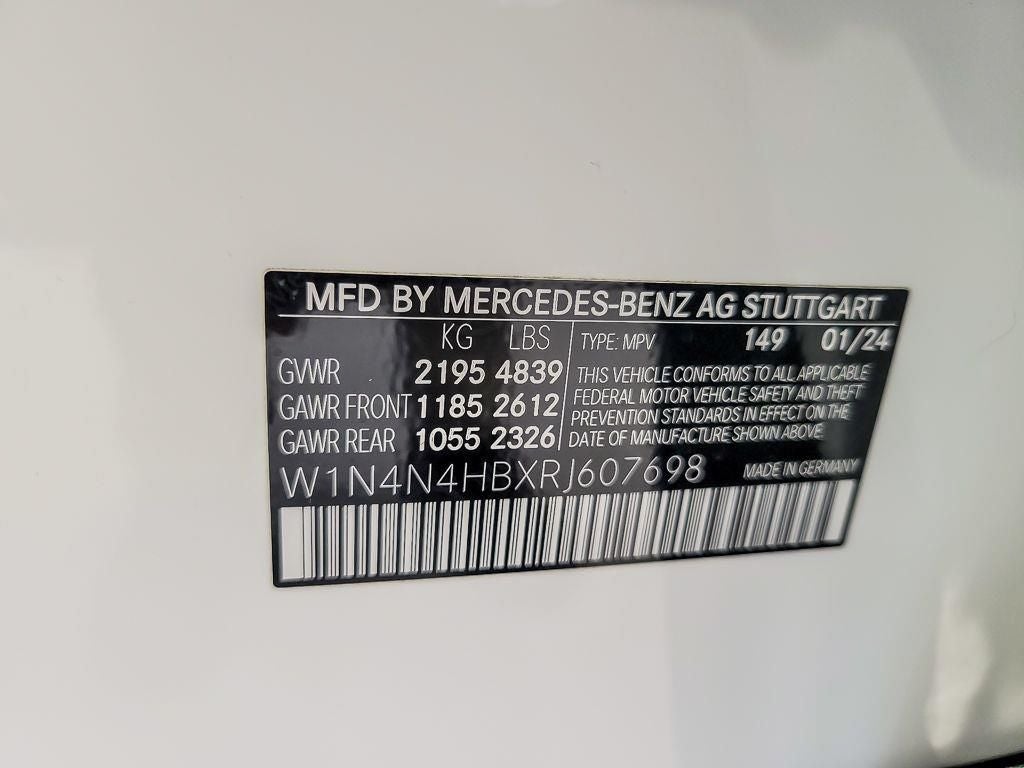 MFD BY MERCEDES-BENZ AG STUTTGART
KG LBS
GVWR 2195 4839
GAWR FRONT 1185 2612
GAWR REAR 1055 2326
TYPE: MPV 149 01/24
THIS VEHICLE CONFORMS TO ALL APPLICABLE
FEDERAL MOTOR VEHICLE SAFETY AND THEFT
PREVENTION STANDARDS IN EFFECT ON THE
DATE OF MANUFACTURE SHOWN ABOVE.
W1N4N4HBXRJ607698 MADE IN GERMANY